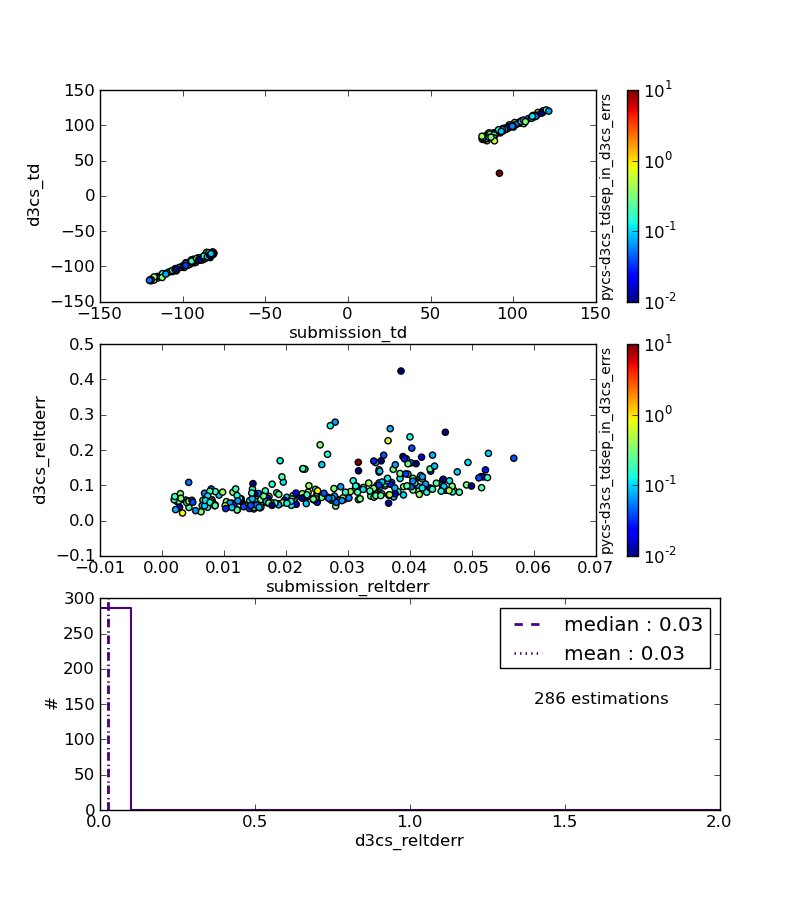 150
100
50
0
−50
−100
−150
d3cs_td
−150 −100 −50 0 50 100 150
submission_td
pycs-d3cs_tdsep_in_d3cs_errs
10^1
10^0
10^-1
10^-2
0.5
0.4
0.3
0.2
0.1
0.0
−0.1
d3cs_reltderr
−0.01 0.00 0.01 0.02 0.03 0.04 0.05 0.06 0.07
submission_reltderr
pycs-d3cs_tdsep_in_d3cs_errs
10^1
10^0
10^-1
10^-2
300
250
200
150
100
50
0
#
median : 0.03
mean : 0.03
286 estimations
0.0 0.5 1.0 1.5 2.0
d3cs_reltderr